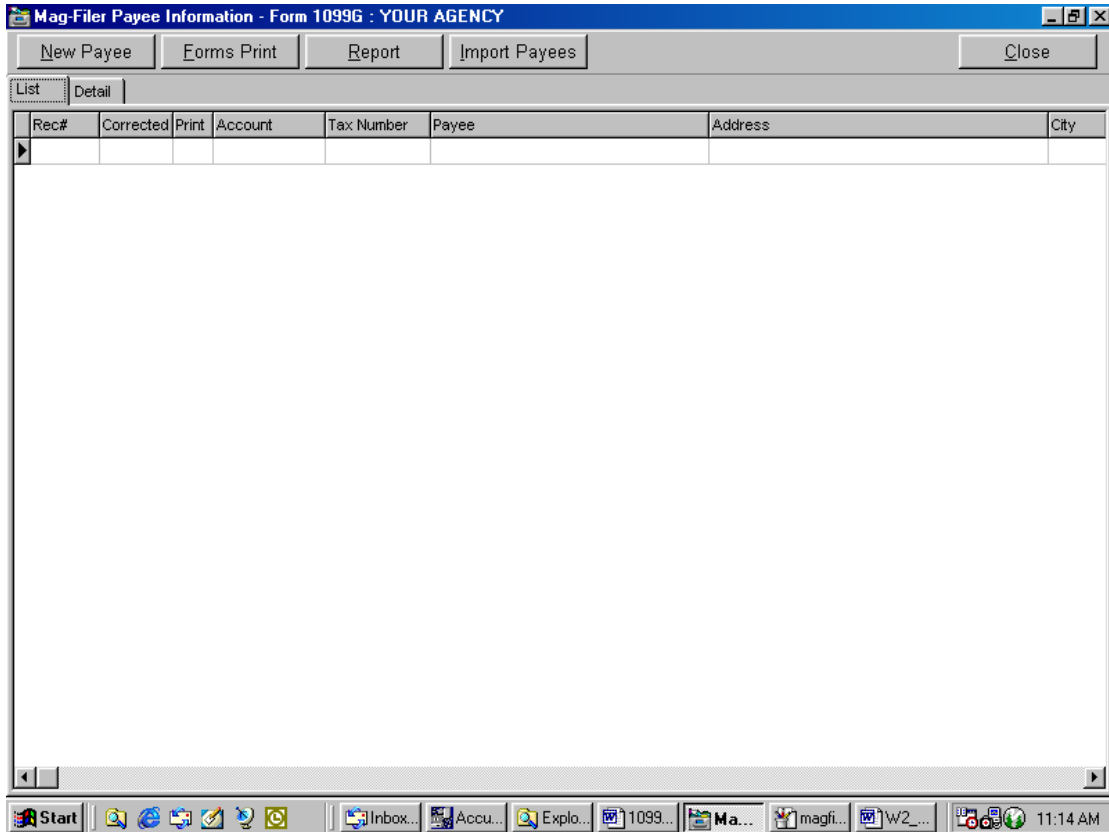 Mag-Filer Payee Information - Form 1099G : YOUR AGENCY
New Payee Forms Print Report Import Payees Close
List Detail
Rec# Corrected Print Account Tax Number Payee Address City
Start Inbox... Accu... Explo... 1099... Ma... magfi... W2_... 11:14 AM